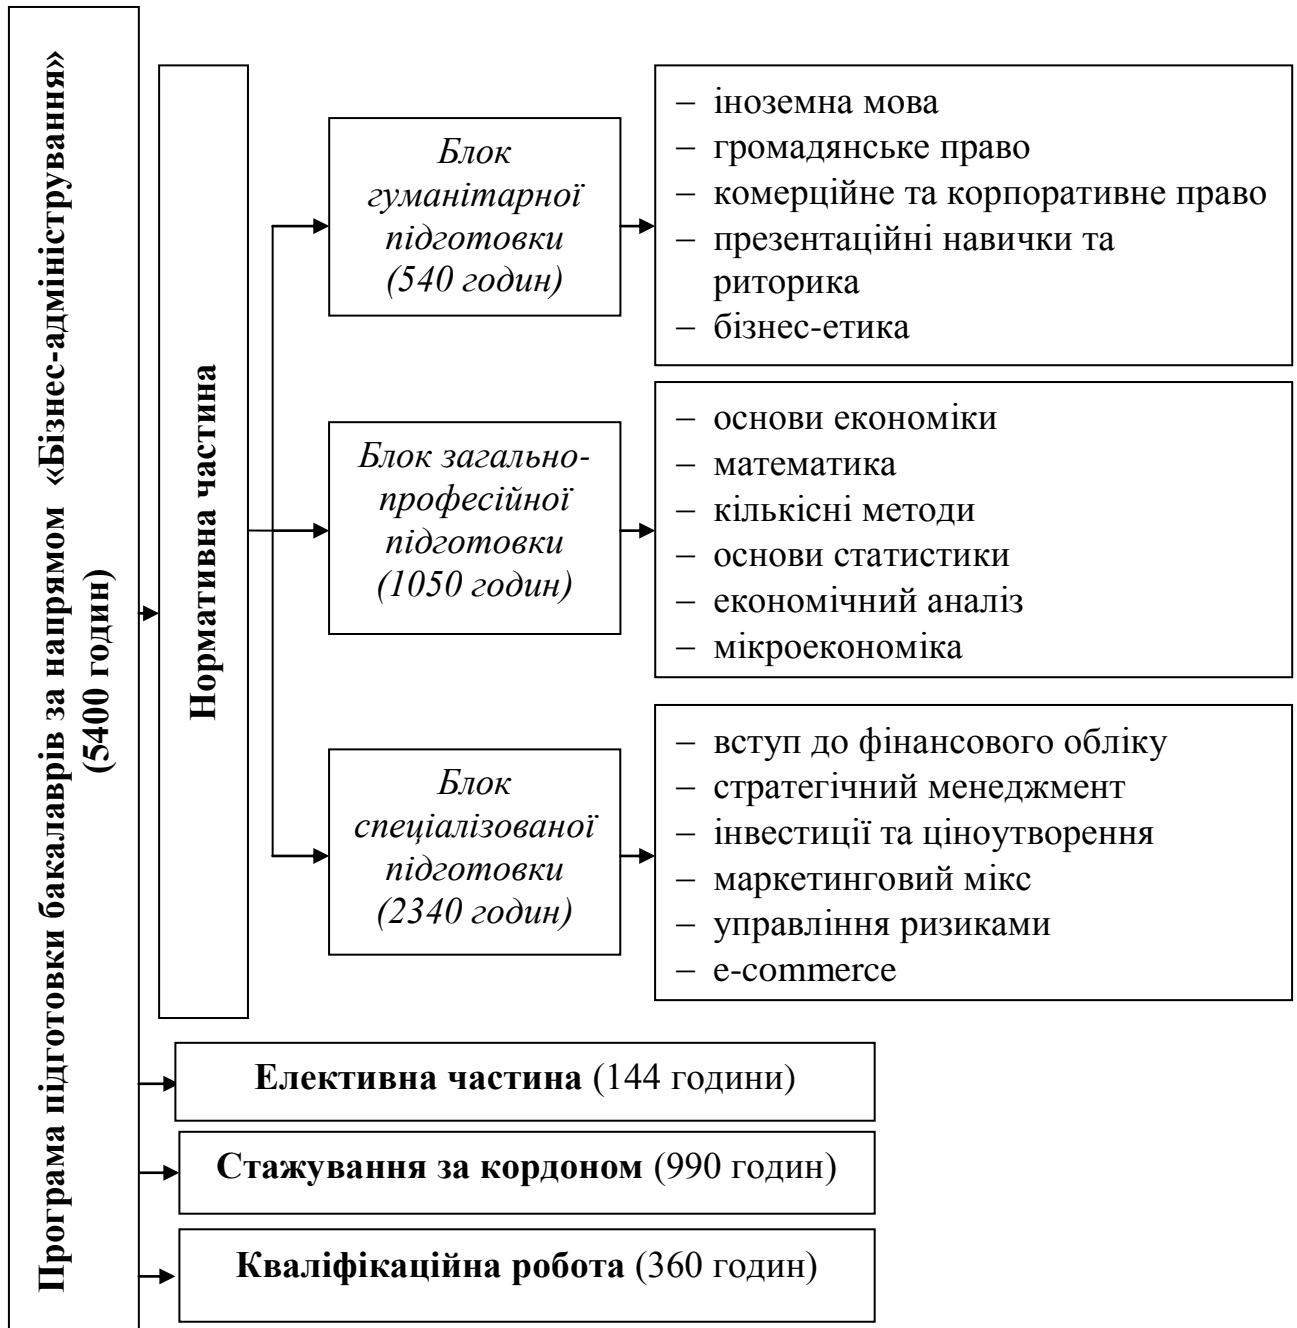 Програма підготовки бакалаврів за напрямом «Бізнес-адміністрування»
(5400 годин)
Нормативна частина
Блок
гуманітарної
підготовки
(540 годин)
– іноземна мова
– громадянське право
– комерційне та корпоративне право
– презентаційні навички та
риторика
– бізнес-етика
Блок загально-
професійної
підготовки
(1050 годин)
– основи економіки
– математика
– кількісні методи
– основи статистики
– економічний аналіз
– мікроекономіка
Блок
спеціалізованої
підготовки
(2340 годин)
– вступ до фінансового обліку
– стратегічний менеджмент
– інвестиції та ціноутворення
– маркетинговий мікс
– управління ризиками
– e-commerce
Елективна частина (144 години)
Стажування за кордоном (990 годин)
Кваліфікаційна робота (360 годин)